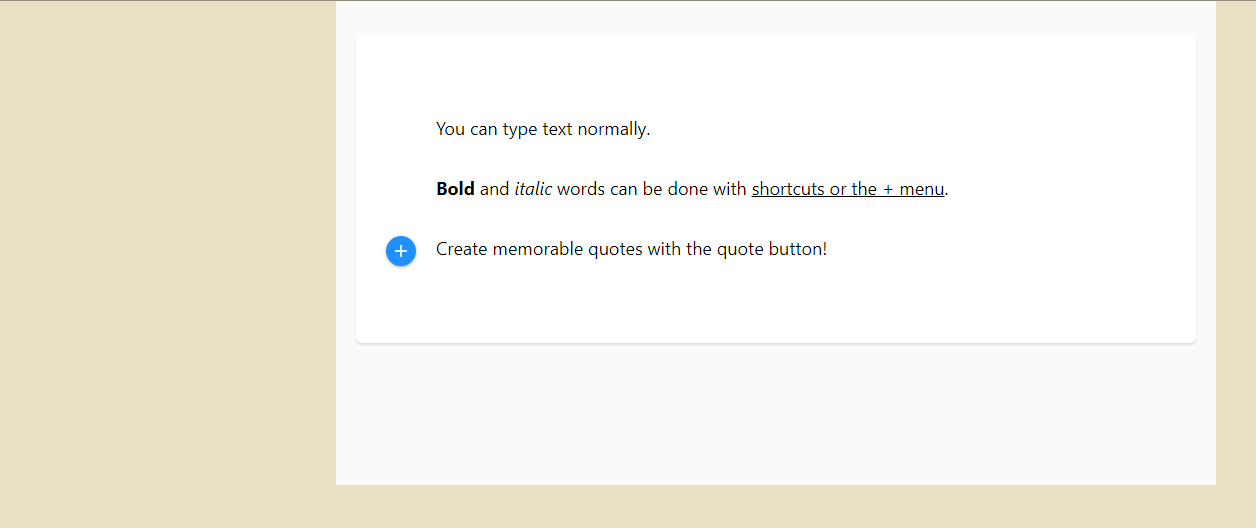 You can type text normally.
Bold and italic words can be done with shortcuts or the + menu.
Create memorable quotes with the quote button!